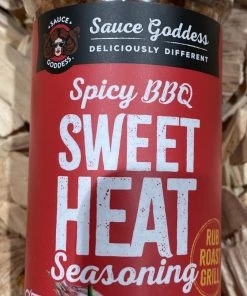 SAUCE
GODDESS
Sauce Goddess
DELICIOUSLY DIFFERENT
Spicy BBQ
SWEET
HEAT
Seasoning
RUB
ROAST
GRILL